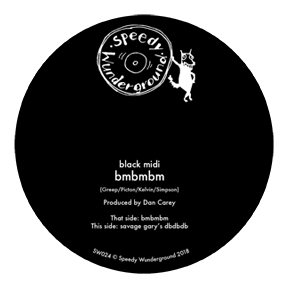 Speedy
Wunderground
black midi
bmbmbm
(Greep/Picton/Kelvin/Simpson)
Produced by Dan Carey
That side: bmbmbm
This side: savage gary's dbdbdb
SW024 © Speedy Wunderground 2018